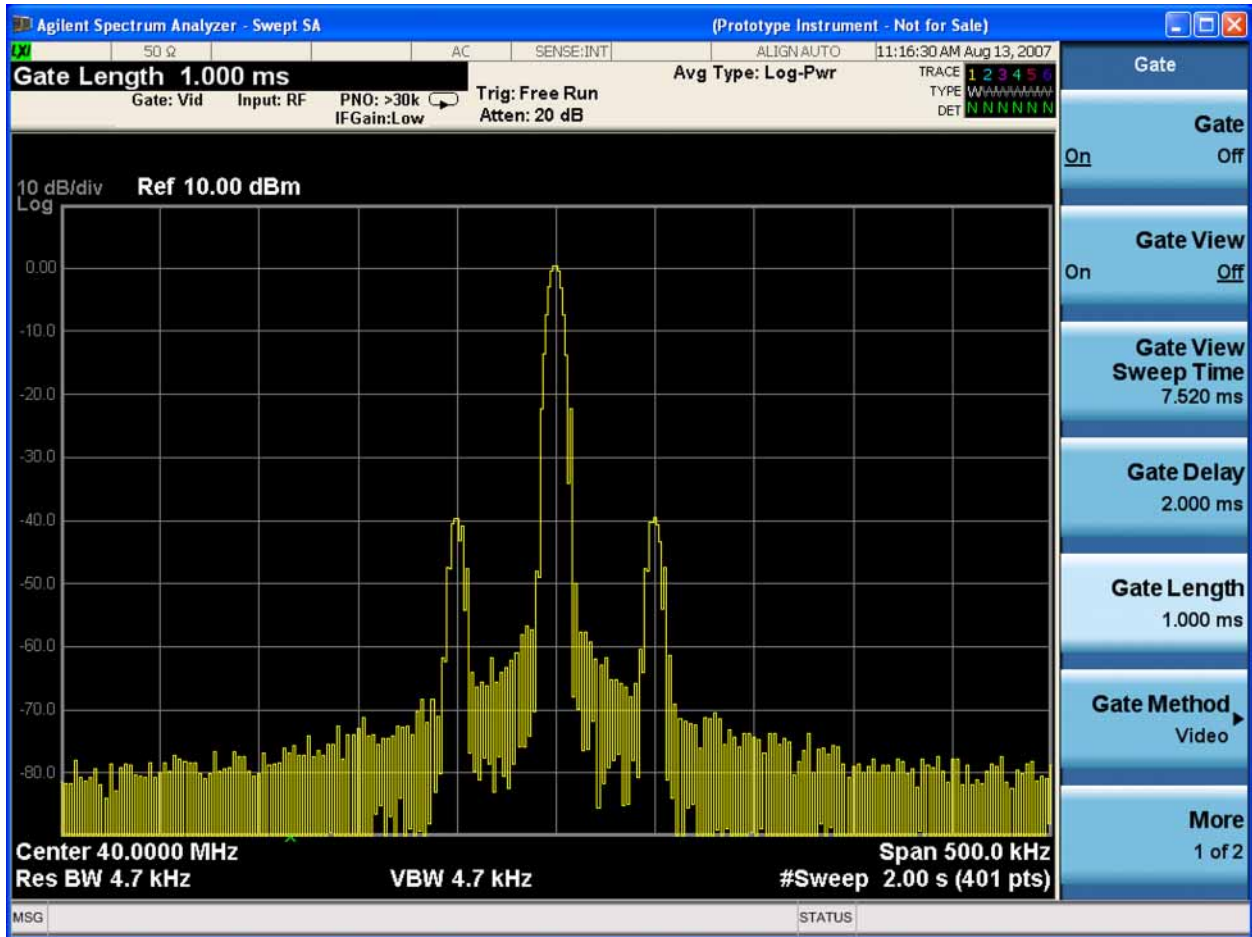 Agilent Spectrum Analyzer - Swept SA (Prototype Instrument - Not for Sale)
LXI 50 Ω AC SENSE:INT ALIGN AUTO 11:16:30 AM Aug 13, 2007
Gate Length 1.000 ms
Gate: Vid Input: RF PNO: >30k IFGain:Low
Trig: Free Run
Atten: 20 dB
Avg Type: Log-Pwr
TRACE 1 2 3 4 5 6
TYPE WWWWWW
DET N N N N N N
10 dB/div Ref 10.00 dBm
Log
0.00
-10.0
-20.0
-30.0
-40.0
-50.0
-60.0
-70.0
-80.0
Center 40.0000 MHz Span 500.0 kHz
Res BW 4.7 kHz VBW 4.7 kHz #Sweep 2.00 s (401 pts)
MSG STATUS
Gate
Gate
On Off
Gate View
On Off
Gate View
Sweep Time
7.520 ms
Gate Delay
2.000 ms
Gate Length
1.000 ms
Gate Method
Video
More
1 of 2